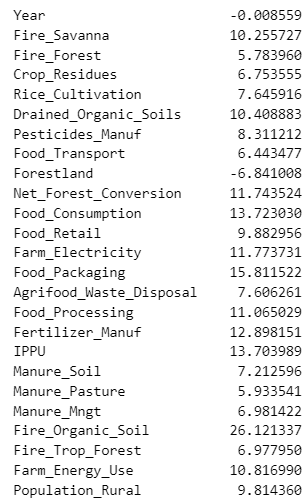 Year -0.008559
Fire_Savanna 10.255727
Fire_Forest 5.783960
Crop_Residues 6.753555
Rice_Cultivation 7.645916
Drained_Organic_Soils 10.408883
Pesticides_Manuf 8.311212
Food_Transport 6.443477
Forestland -6.841008
Net_Forest_Conversion 11.743524
Food_Consumption 13.723030
Food_Retail 9.882956
Farm_Electricity 11.773731
Food_Packaging 15.811522
Agrifood_Waste_Disposal 7.606261
Food_Processing 11.065029
Fertilizer_Manuf 12.898151
IPPU 13.703989
Manure_Soil 7.212596
Manure_Pasture 5.933541
Manure_Mngt 6.981422
Fire_Organic_Soil 26.121337
Fire_Trop_Forest 6.977950
Farm_Energy_Use 10.816990
Population_Rural 9.814360